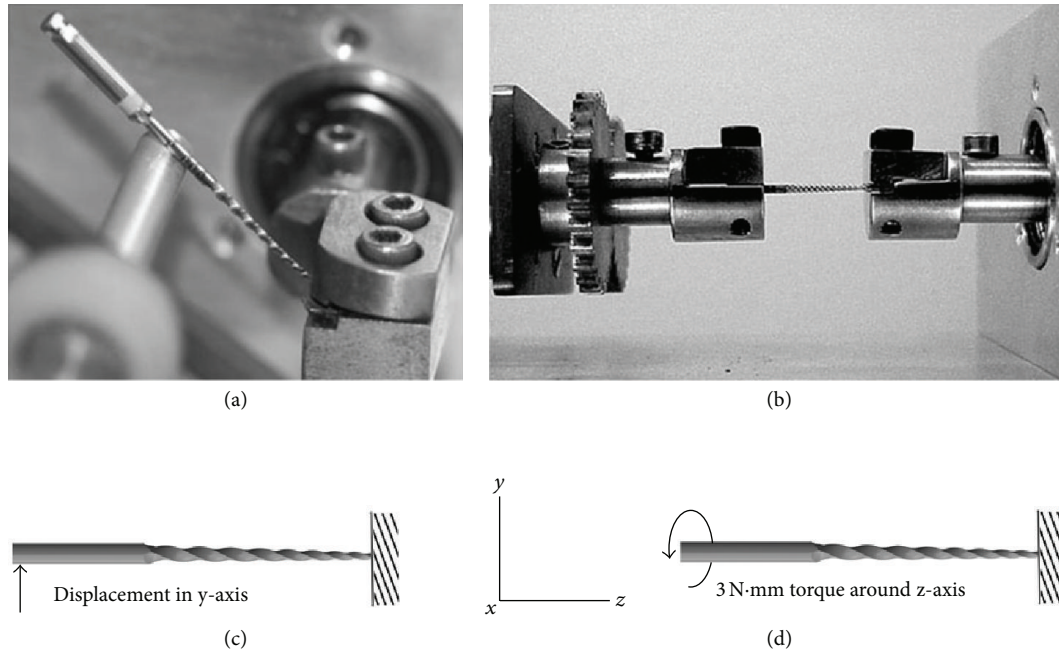 (a)
(b)
Displacement in y-axis
y
x
z
3 N·mm torque around z-axis
(c)
(d)